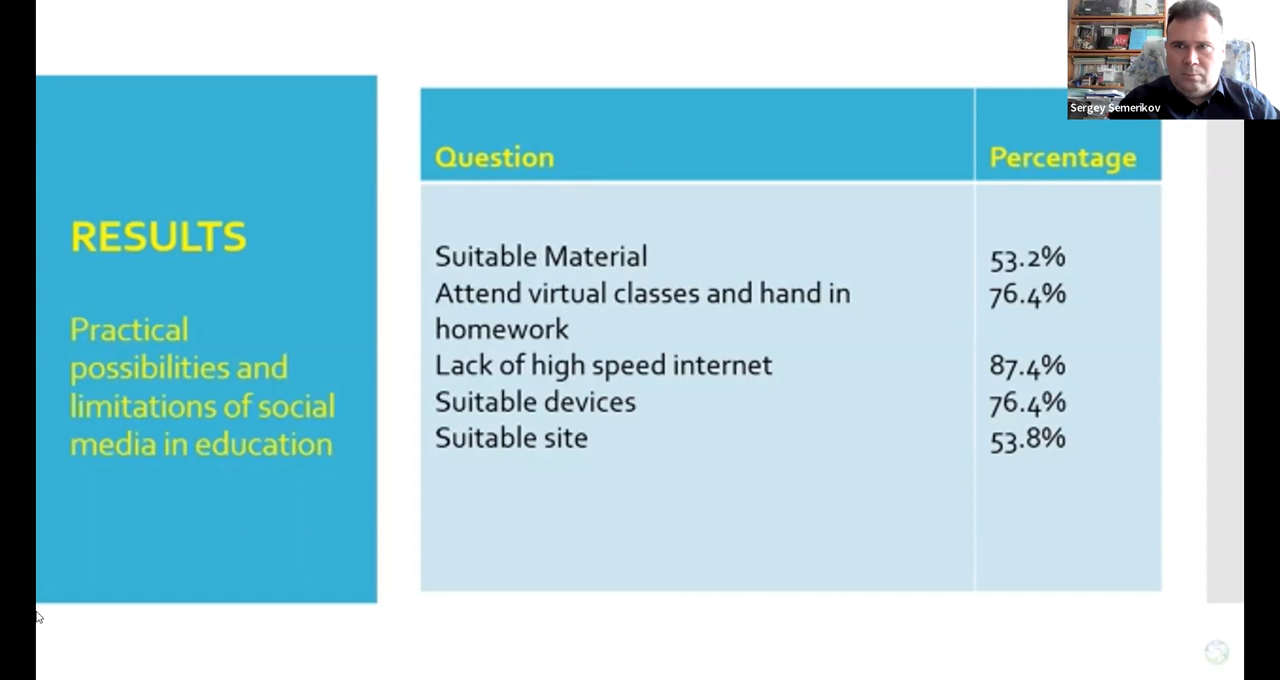 RESULTS
Practical
possibilities and
limitations of social
media in education
Question Percentage
Suitable Material 53.2%
Attend virtual classes and hand in 76.4%
homework
Lack of high speed internet 87.4%
Suitable devices 76.4%
Suitable site 53.8%
Sergey Semerikov